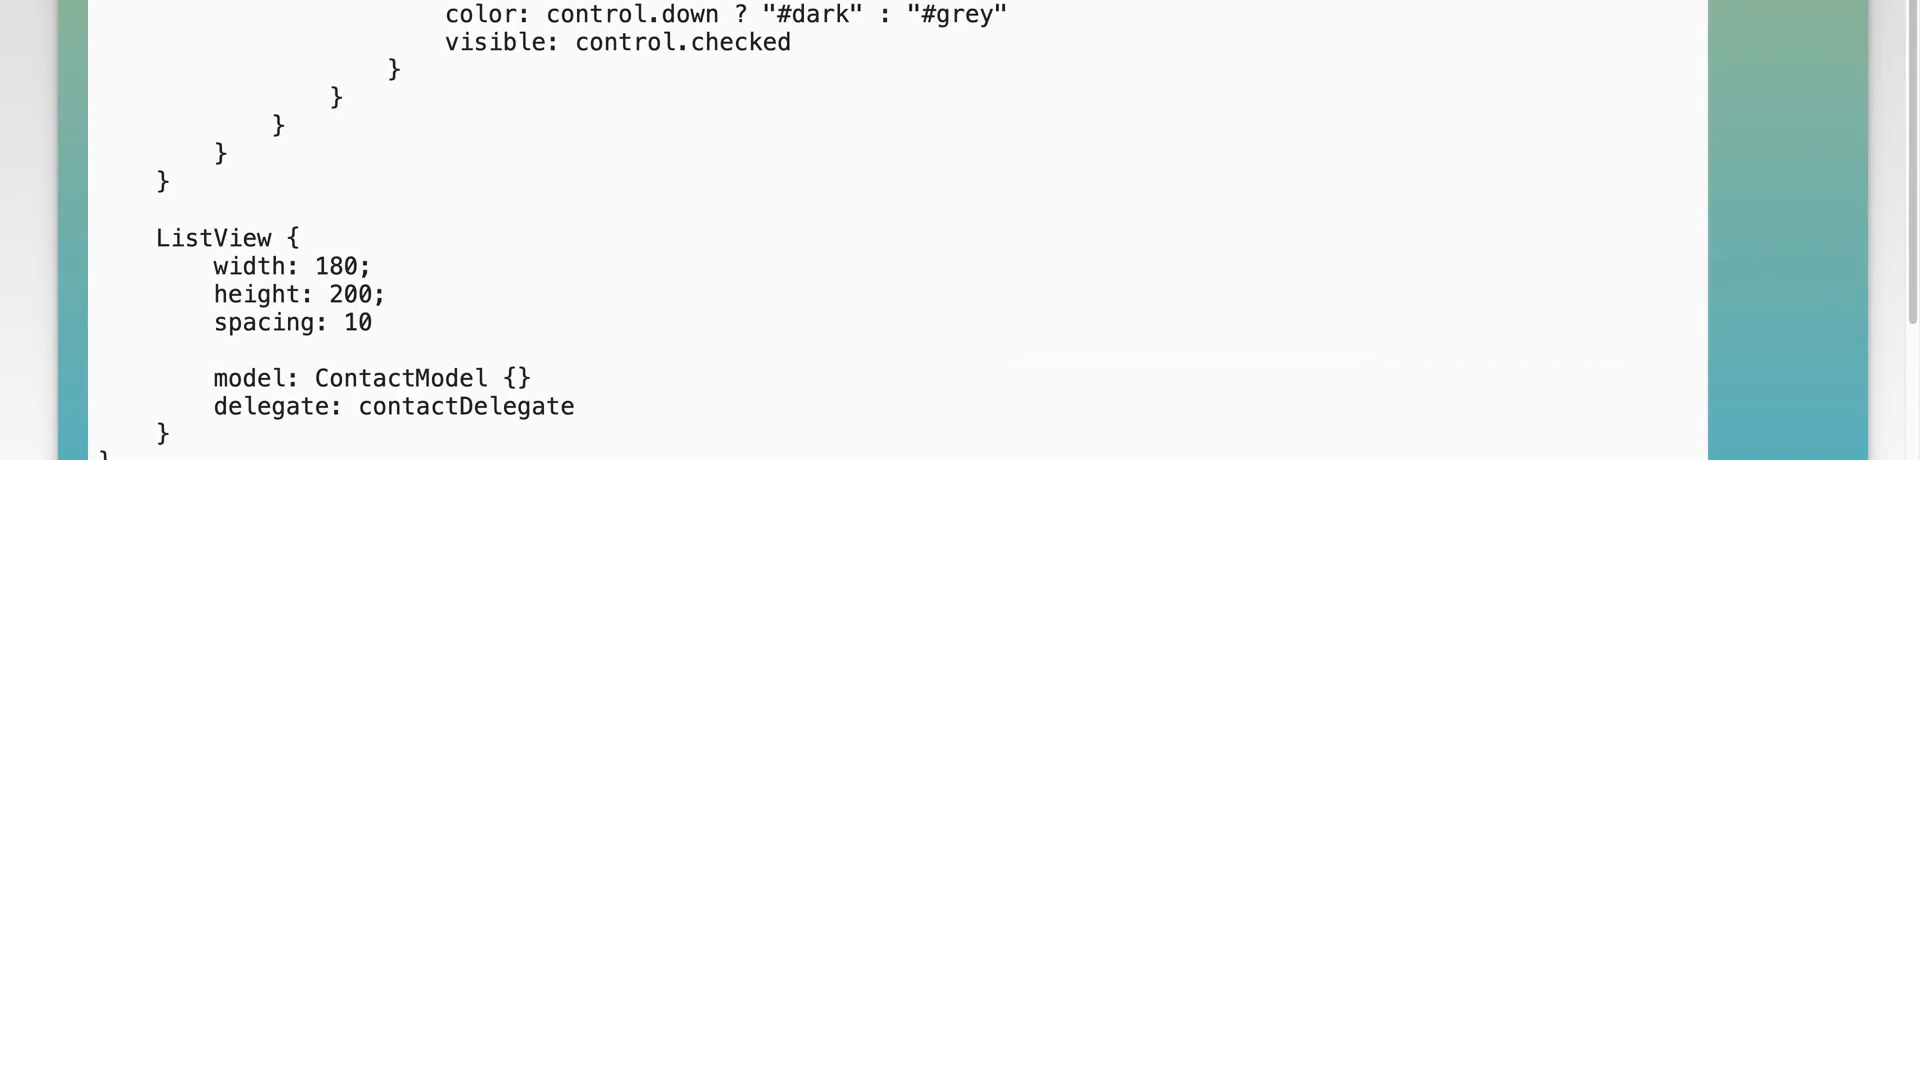 color: control.down ? "#dark" : "#grey"
visible: control.checked
}
}
}
}
}
ListView {
width: 180;
height: 200;
spacing: 10
model: ContactModel {}
delegate: contactDelegate
}
}